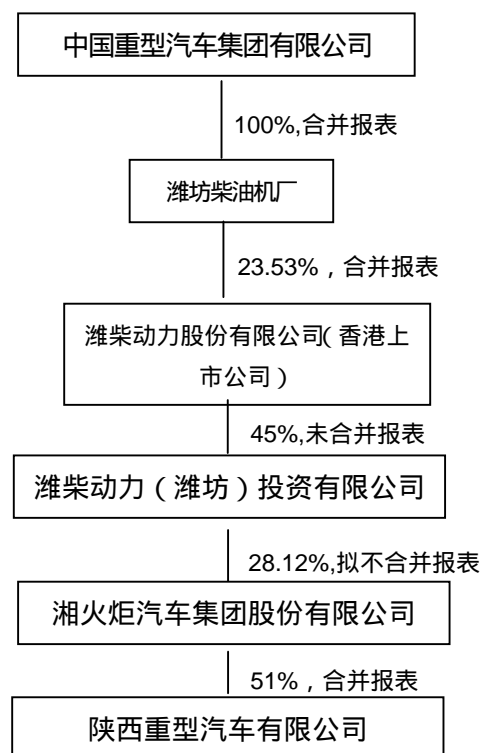 中国重型汽车集团有限公司
100%,合并报表
潍坊柴油机厂
23.53%，合并报表
潍柴动力股份有限公司(香港上
市公司）
45%,未合并报表
潍柴动力（潍坊）投资有限公司
28.12%,拟不合并报表
湘火炬汽车集团股份有限公司
51%，合并报表
陕西重型汽车有限公司